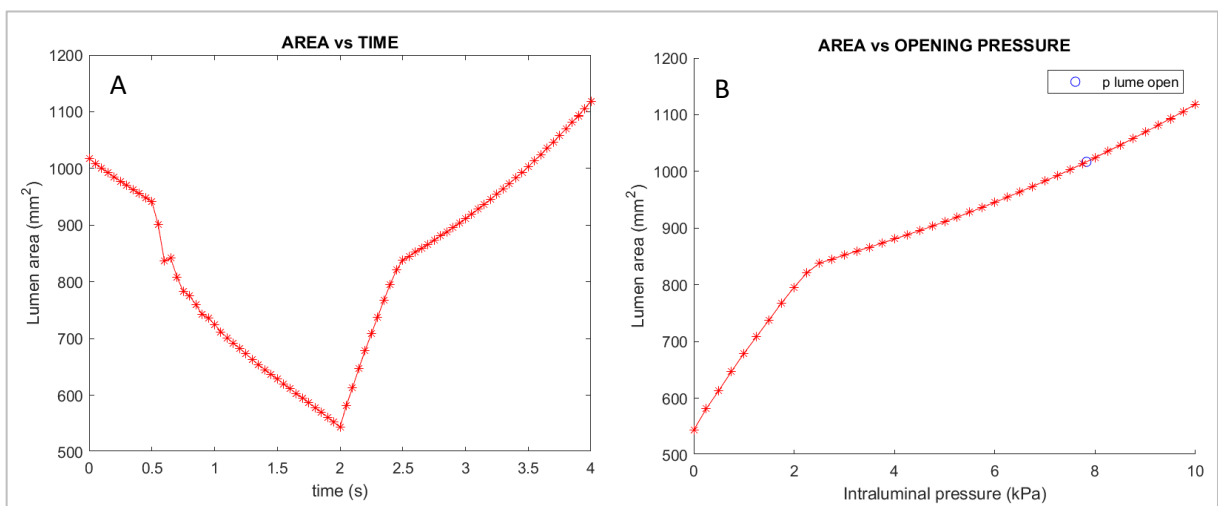 AREA vs TIME
A
1200
1100
1000
900
800
700
600
500
Lumen area (mm²)
0 0.5 1 1.5 2 2.5 3 3.5 4
time (s)
AREA vs OPENING PRESSURE
B
p lume open
1200
1100
1000
900
800
700
600
500
Lumen area (mm²)
0 2 4 6 8 10
Intraluminal pressure (kPa)